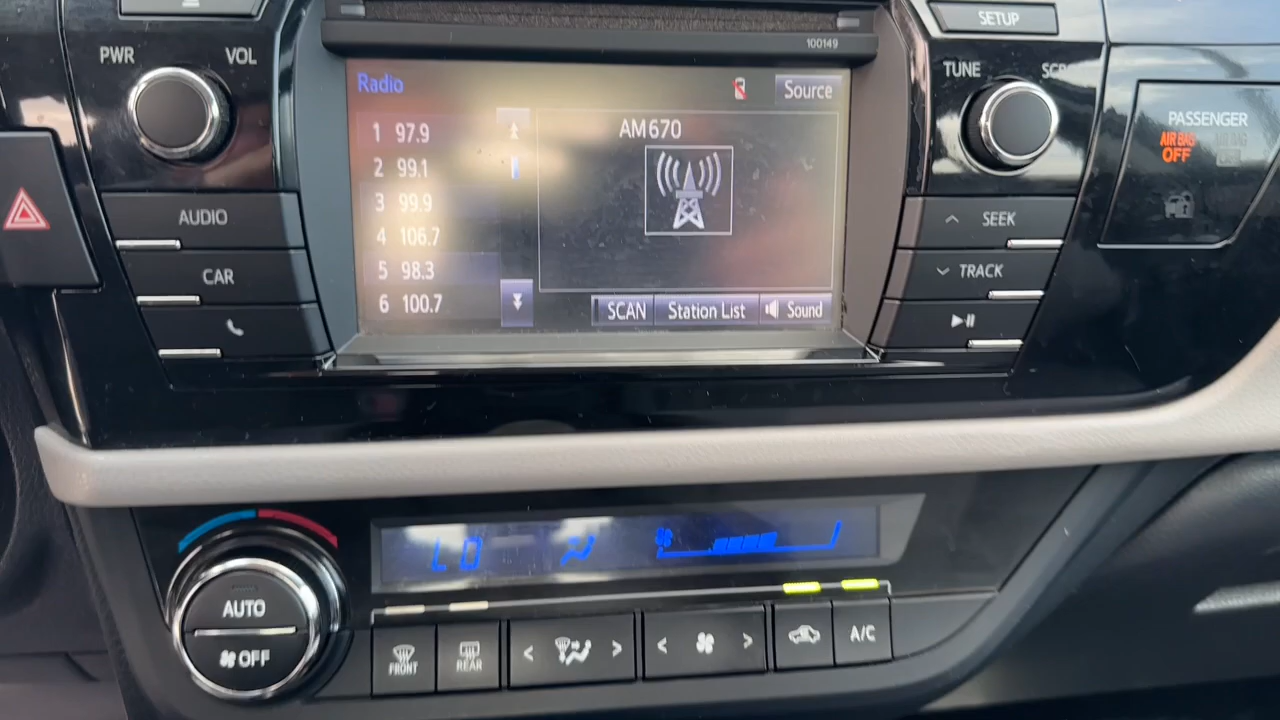 SETUP
100149
PWR
VOL
TUNE
Radio
Source
PASSENGER
AIR BAG
OFF
1 97.9
AM 670
2 99.1
3 99.9
4 106.7
5 98.3
6 100.7
AUDIO
CAR
SEEK
TRACK
SCAN
Station List
Sound
LO
AUTO
OFF
FRONT
REAR
A/C